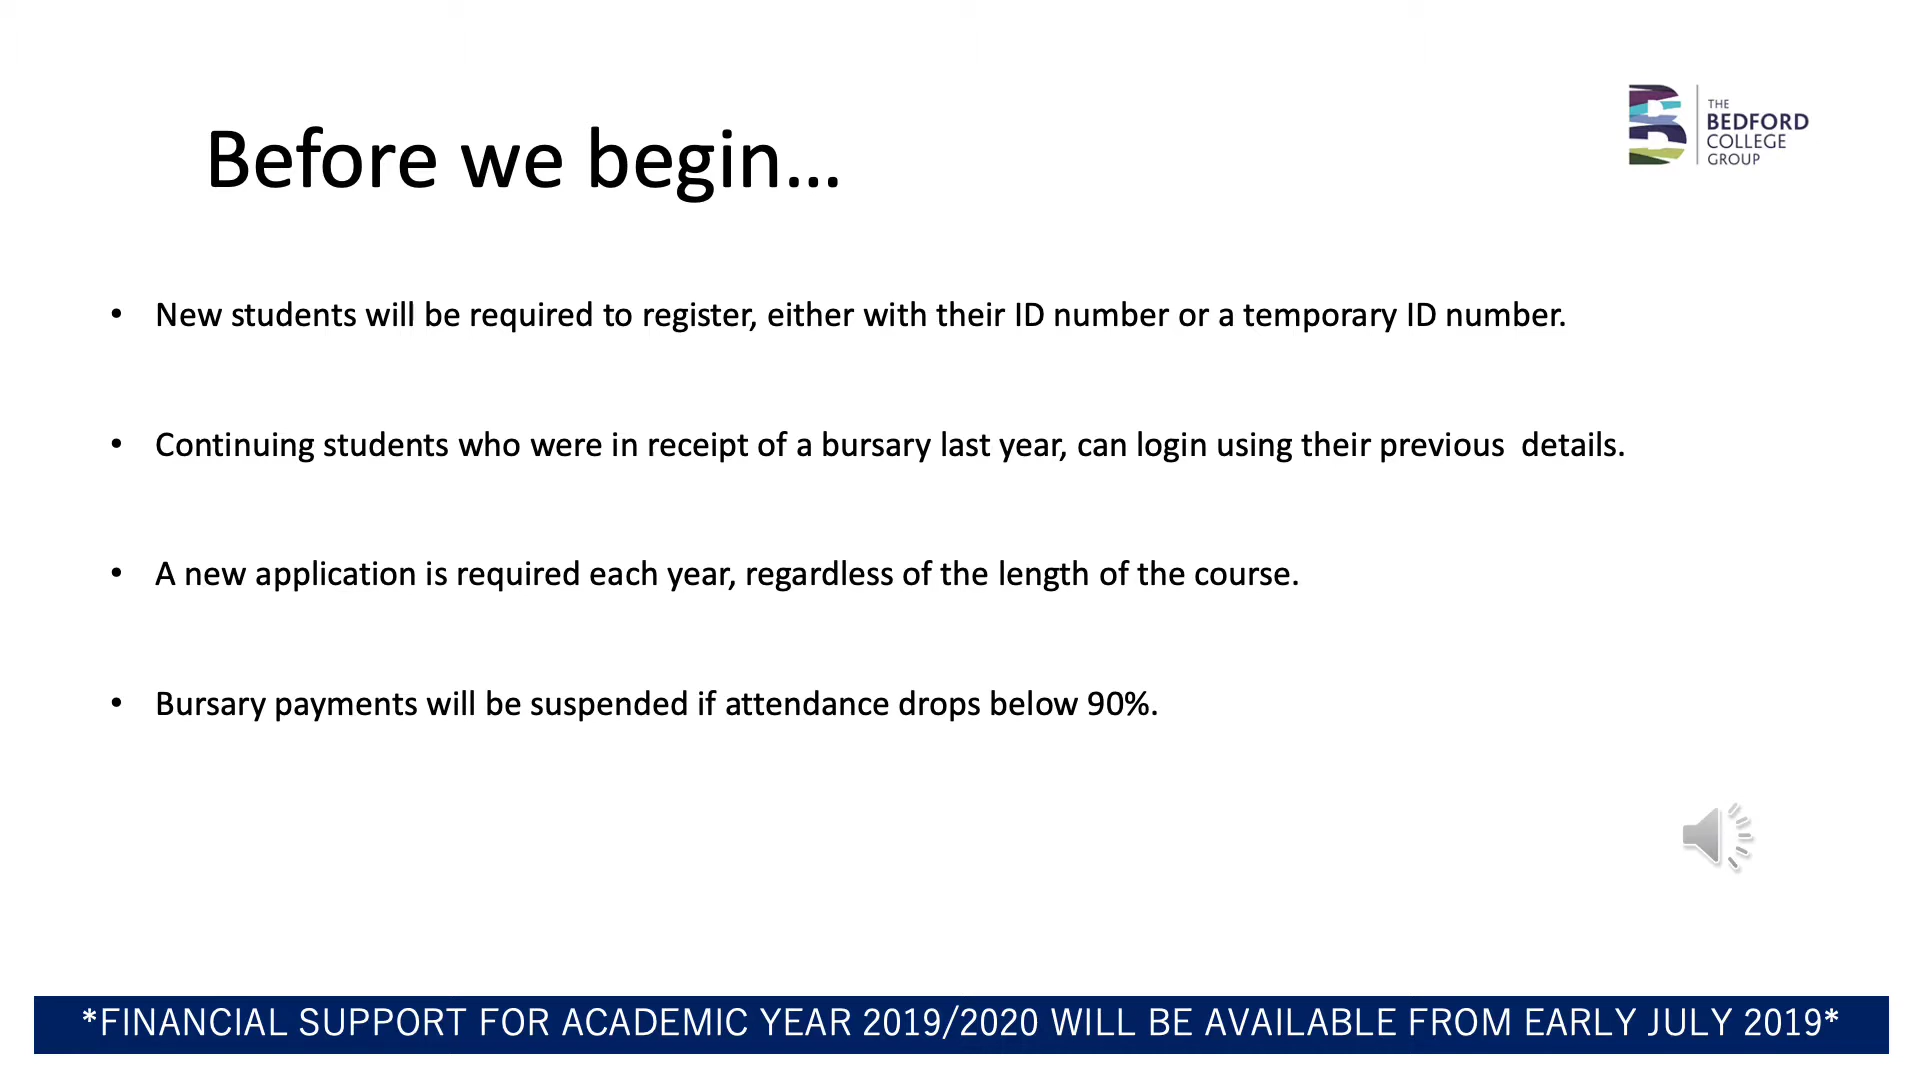 Before we begin...
THE
BEDFORD
COLLEGE
GROUP
• New students will be required to register, either with their ID number or a temporary ID number.
• Continuing students who were in receipt of a bursary last year, can login using their previous  details.
• A new application is required each year, regardless of the length of the course.
• Bursary payments will be suspended if attendance drops below 90%.
*FINANCIAL SUPPORT FOR ACADEMIC YEAR 2019/2020 WILL BE AVAILABLE FROM EARLY JULY 2019*